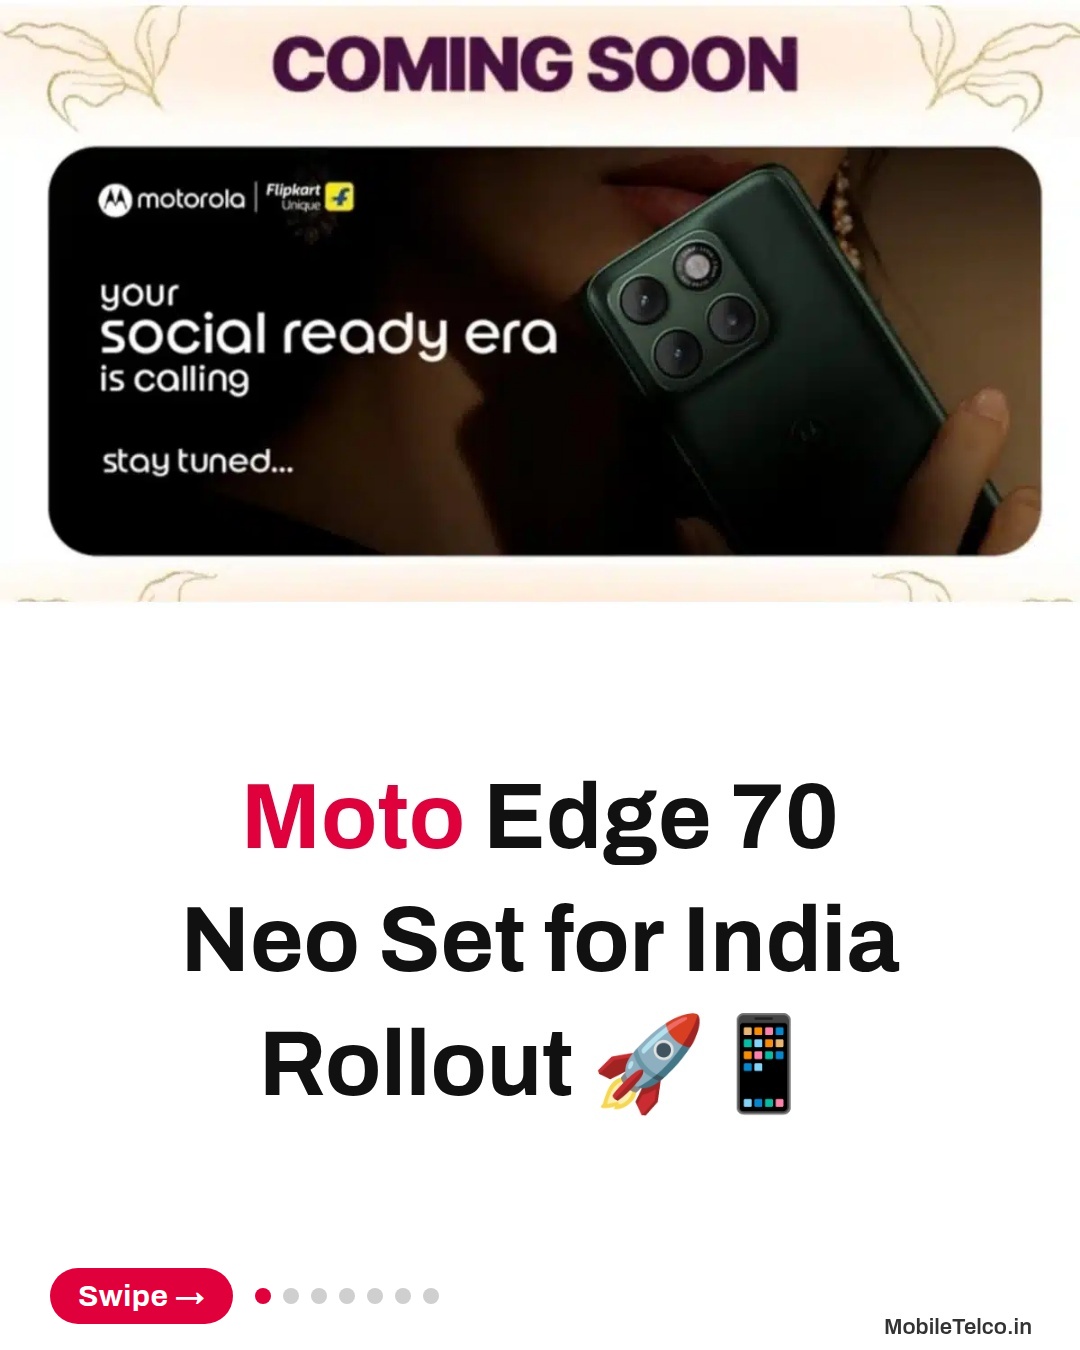 COMING SOON
motorola | Flipkart Unique
your
social ready era
is calling
stay tuned...
Moto Edge 70
Neo Set for India
Rollout 🚀 📱
Swipe →
MobileTelco.in